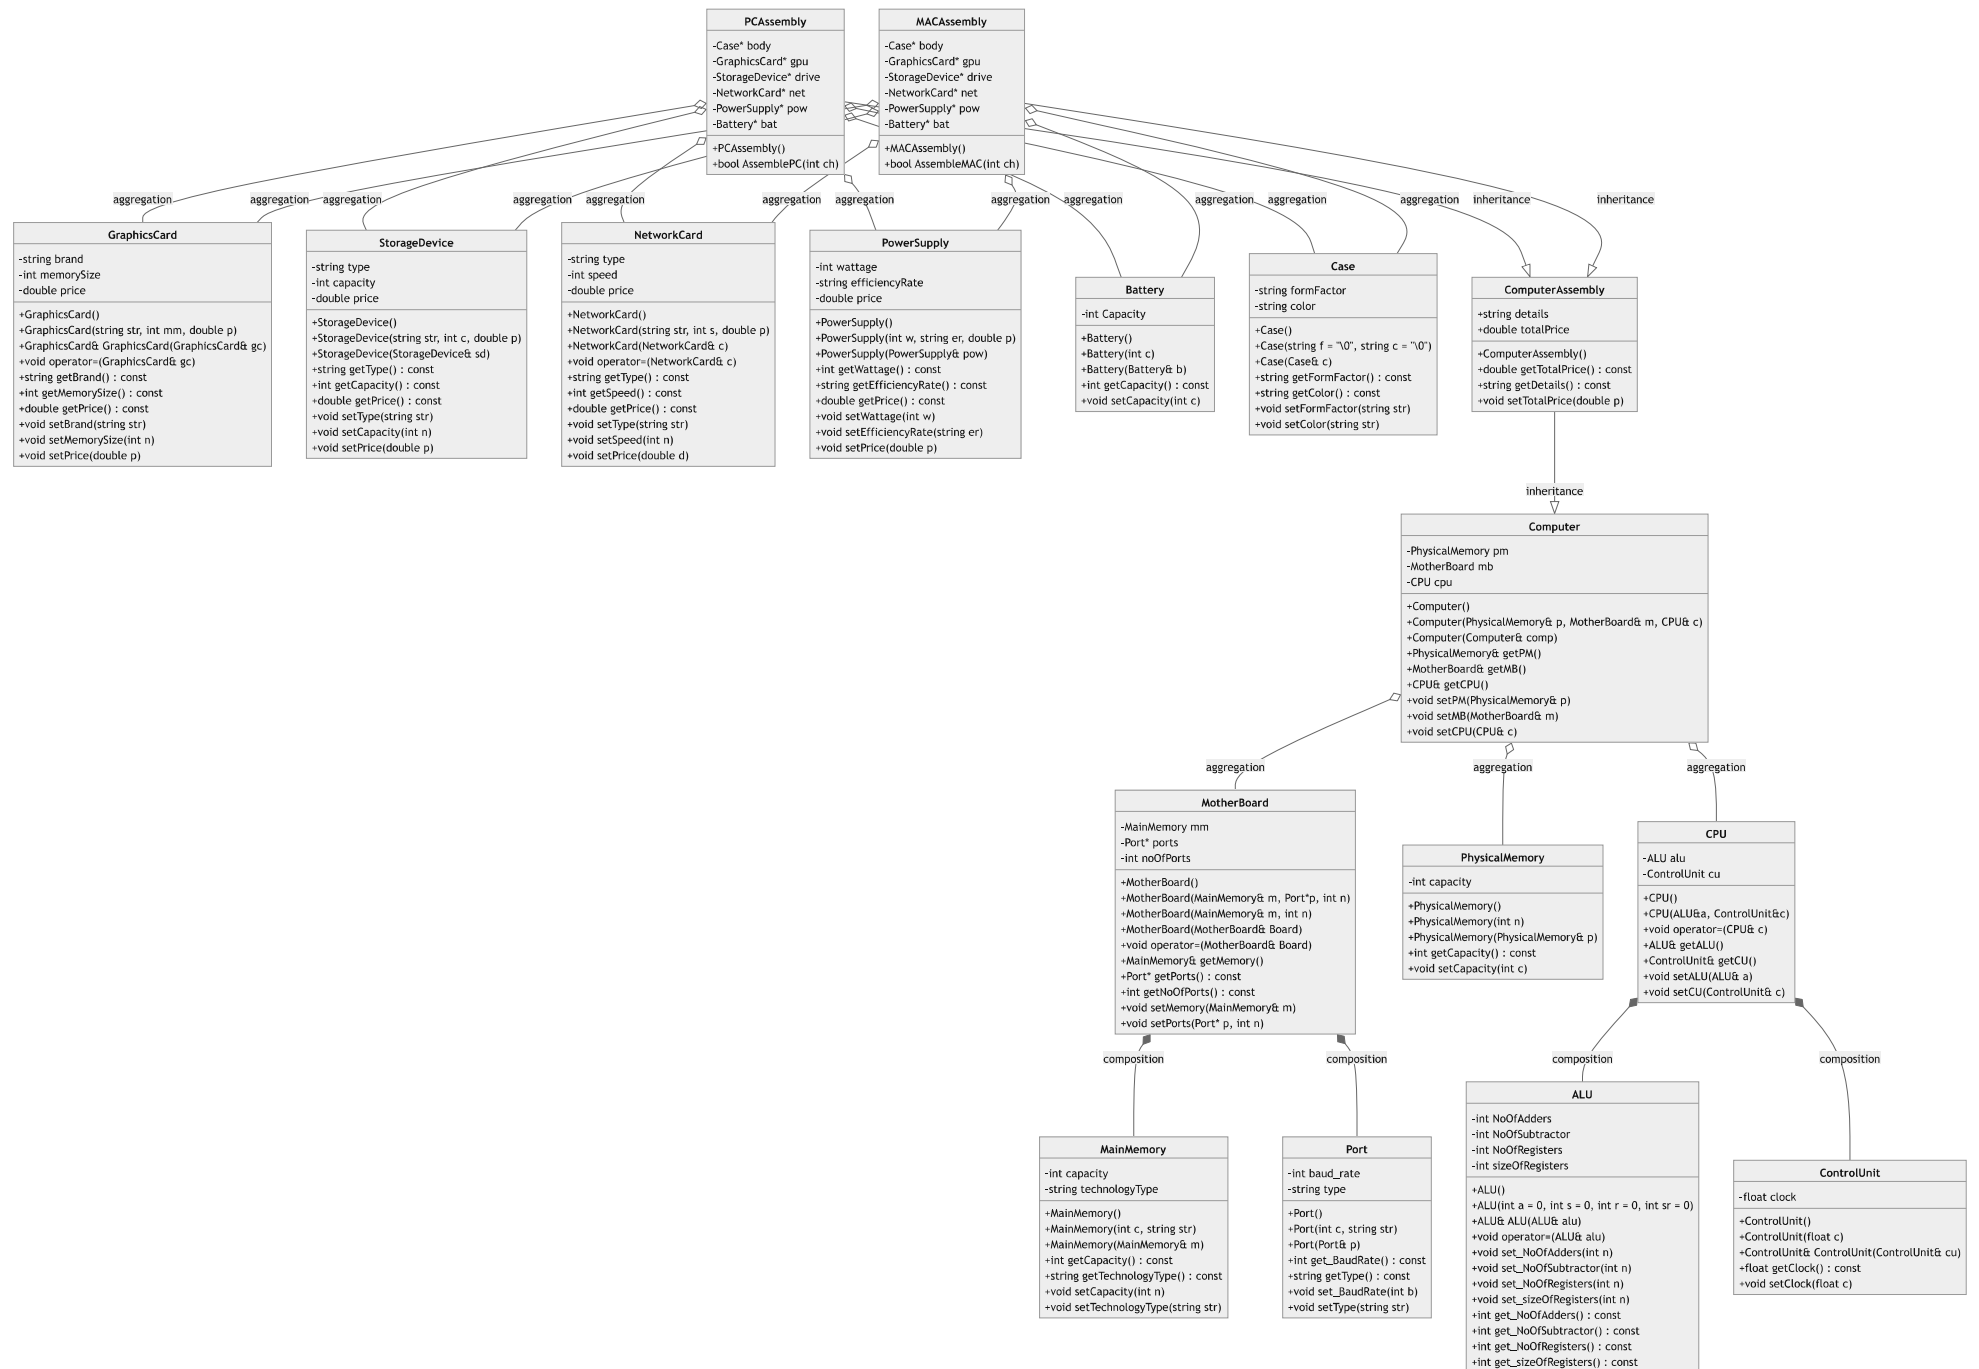 PCAssembly
-Case* body
-GraphicsCard* gpu
-StorageDevice* drive
-NetworkCard* net
-PowerSupply* pow
-Battery* bat
+PCAssembly()
+bool AssemblePC(int ch)
MACAssembly
-Case* body
-GraphicsCard* gpu
-StorageDevice* drive
-NetworkCard* net
-PowerSupply* pow
-Battery* bat
+MACAssembly()
+bool AssembleMAC(int ch)
aggregation
aggregation
aggregation
aggregation
aggregation
aggregation
aggregation
aggregation
aggregation
aggregation
aggregation
aggregation
inheritance
inheritance
GraphicsCard
-string brand
-int memorySize
-double price
+GraphicsCard()
+GraphicsCard(string str, int mm, double p)
+GraphicsCard& GraphicsCard(GraphicsCard& gc)
+void operator=(GraphicsCard& gc)
+string getBrand() : const
+int getMemorySize() : const
+double getPrice() : const
+void setBrand(string str)
+void setMemorySize(int n)
+void setPrice(double p)
StorageDevice
-string type
-int capacity
-double price
+StorageDevice()
+StorageDevice(string str, int c, double p)
+StorageDevice(StorageDevice& sd)
+string getType() : const
+int getCapacity() : const
+double getPrice() : const
+void setType(string str)
+void setCapacity(int n)
+void setPrice(double p)
NetworkCard
-string type
-int speed
-double price
+NetworkCard()
+NetworkCard(string str, int s, double p)
+NetworkCard(NetworkCard& c)
+void operator=(NetworkCard& c)
+string getType() : const
+int getSpeed() : const
+double getPrice() : const
+void setType(string str)
+void setSpeed(int n)
+void setPrice(double d)
PowerSupply
-int wattage
-string efficiencyRate
-double price
+PowerSupply()
+PowerSupply(int w, string er, double p)
+PowerSupply(PowerSupply& pow)
+int getWattage() : const
+string getEfficiencyRate() : const
+double getPrice() : const
+void setWattage(int w)
+void setEfficiencyRate(string er)
+void setPrice(double p)
Battery
-int Capacity
+Battery()
+Battery(int c)
+Battery(Battery& b)
+int getCapacity() : const
+void setCapacity(int c)
Case
-string formFactor
-string color
+Case()
+Case(string f = "\0", string c = "\0")
+Case(Case& c)
+string getFormFactor() : const
+string getColor() : const
+void setFormFactor(string str)
+void setColor(string str)
ComputerAssembly
+string details
+double totalPrice
+ComputerAssembly()
+double getTotalPrice() : const
+string getDetails() : const
+void setTotalPrice(double p)
inheritance
Computer
-PhysicalMemory pm
-MotherBoard mb
-CPU cpu
+Computer()
+Computer(PhysicalMemory& p, MotherBoard& m, CPU& c)
+Computer(Computer& comp)
+PhysicalMemory& getPM()
+MotherBoard& getMB()
+CPU& getCPU()
+void setPM(PhysicalMemory& p)
+void setMB(MotherBoard& m)
+void setCPU(CPU& c)
aggregation
aggregation
aggregation
MotherBoard
-MainMemory mm
-Port* ports
-int noOfPorts
+MotherBoard()
+MotherBoard(MainMemory& m, Port*p, int n)
+MotherBoard(MainMemory& m, int n)
+MotherBoard(MotherBoard& Board)
+void operator=(MotherBoard& Board)
+MainMemory& getMemory()
+Port* getPorts() : const
+int getNoOfPorts() : const
+void setMemory(MainMemory& m)
+void setPorts(Port* p, int n)
PhysicalMemory
-int capacity
+PhysicalMemory()
+PhysicalMemory(int n)
+PhysicalMemory(PhysicalMemory& p)
+int getCapacity() : const
+void setCapacity(int c)
CPU
-ALU alu
-ControlUnit cu
+CPU()
+CPU(ALU&a, ControlUnit&c)
+void operator=(CPU& c)
+ALU& getALU()
+ControlUnit& getCU()
+void setALU(ALU& a)
+void setCU(ControlUnit& c)
composition
composition
composition
composition
MainMemory
-int capacity
-string technologyType
+MainMemory()
+MainMemory(int c, string str)
+MainMemory(MainMemory& m)
+int getCapacity() : const
+string getTechnologyType() : const
+void setCapacity(int n)
+void setTechnologyType(string str)
Port
-int baud_rate
-string type
+Port()
+Port(int c, string str)
+Port(Port& p)
+int get_BaudRate() : const
+string getType() : const
+void set_BaudRate(int b)
+void setType(string str)
ALU
-int NoOfAdders
-int NoOfSubtractor
-int NoOfRegisters
-int sizeOfRegisters
+ALU()
+ALU(int a = 0, int s = 0, int r = 0, int sr = 0)
+ALU& ALU(ALU& alu)
+void operator=(ALU& alu)
+void set_NoOfAdders(int n)
+void set_NoOfSubtractor(int n)
+void set_NoOfRegisters(int n)
+void set_sizeOfRegisters(int n)
+int get_NoOfAdders() : const
+int get_NoOfSubtractor() : const
+int get_NoOfRegisters() : const
+int get_sizeOfRegisters() : const
ControlUnit
-float clock
+ControlUnit()
+ControlUnit(float c)
+ControlUnit& ControlUnit(ControlUnit& cu)
+float getClock() : const
+void setClock(float c)